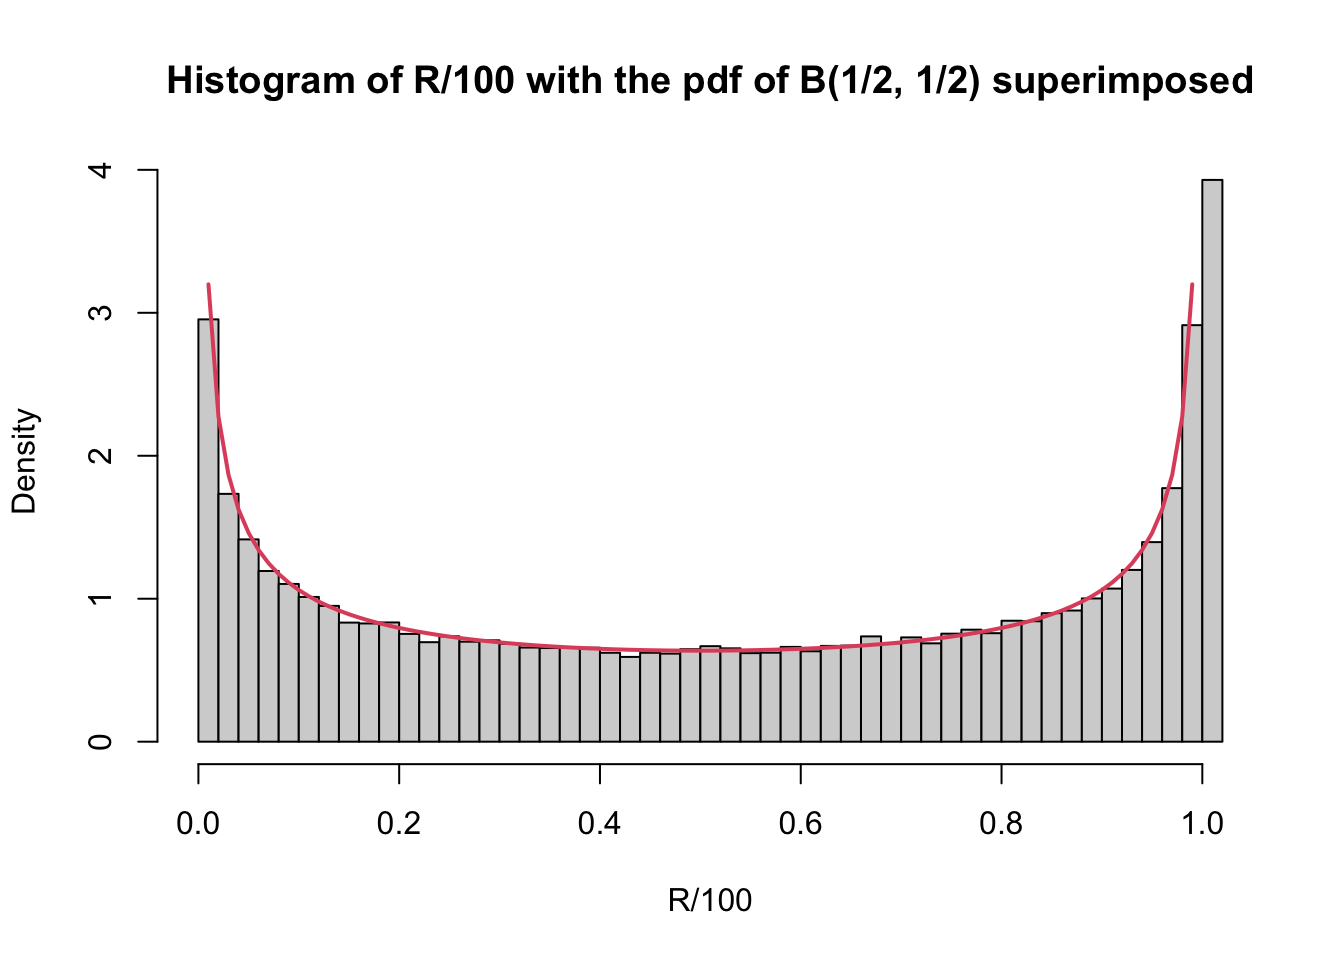 Histogram of R/100 with the pdf of B(1/2, 1/2) superimposed
Density
4
3
2
1
0
0.0 0.2 0.4 0.6 0.8 1.0
R/100